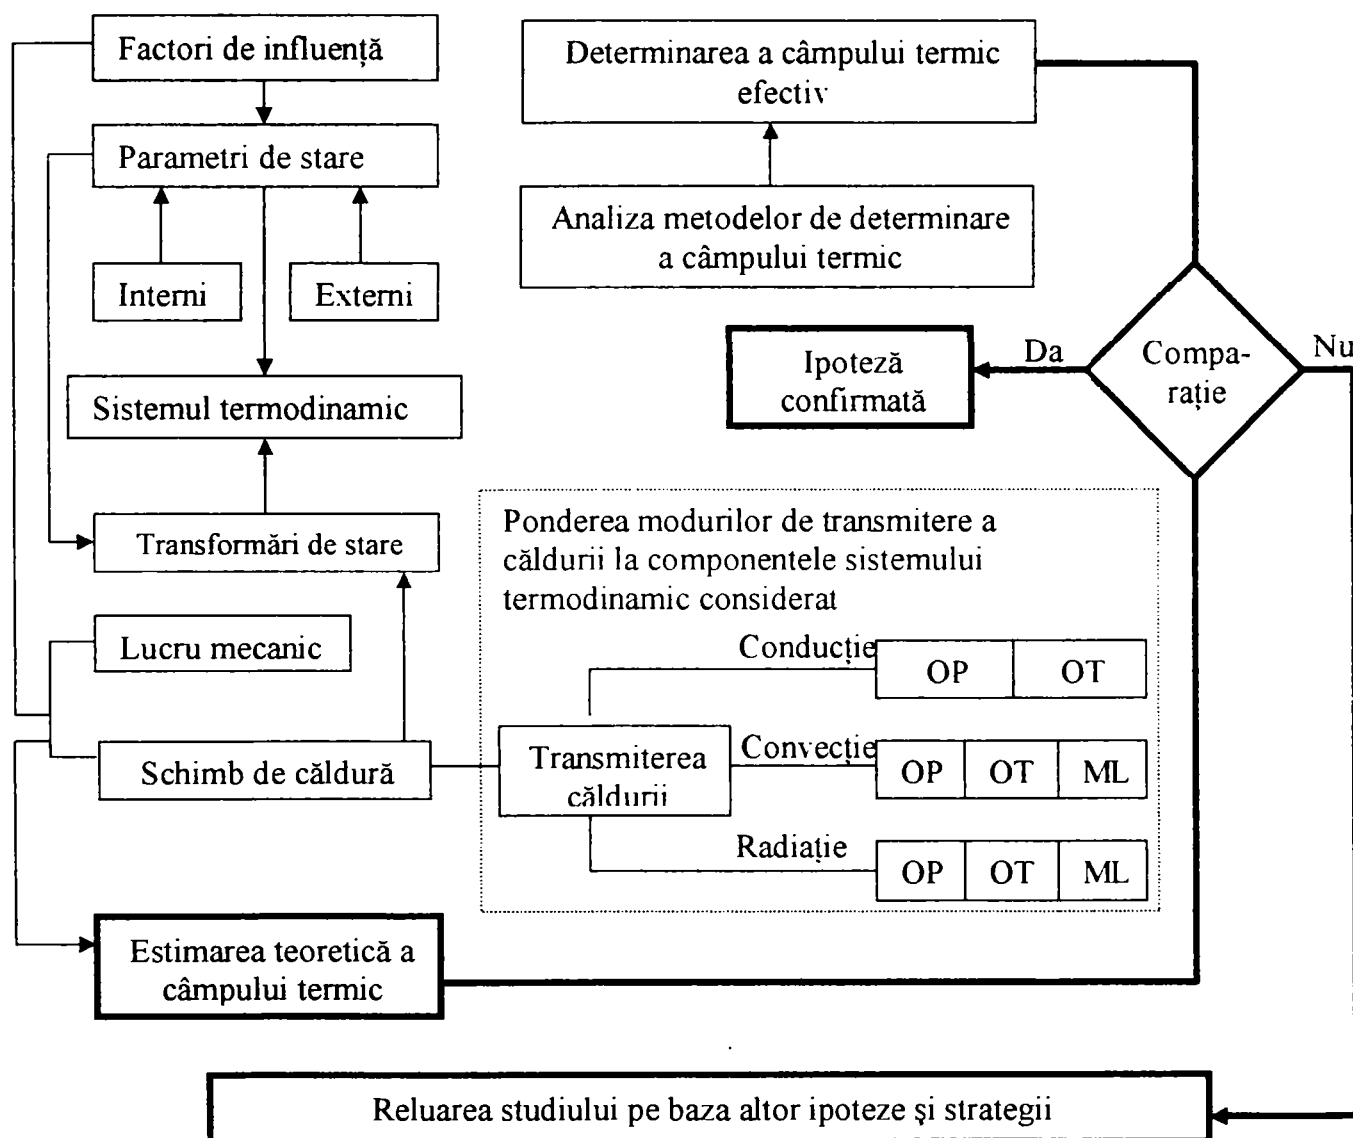 Factori de influență
Parametri de stare
Interni
Externi
Sistemul termodinamic
Transformări de stare
Lucru mecanic
Schimb de căldură
Estimarea teoretică a
câmpului termic
Determinarea a câmpului termic
efectiv
Analiza metodelor de determinare
a câmpului termic
Ipoteză
confirmată
Da
Compa-
rație
Nu
Ponderea modurilor de transmitere a
căldurii la componentele sistemului
termodinamic considerat
Transmiterea
căldurii
Conducție
OP OT
Convecție
OP OT ML
Radiație
OP OT ML
Reluarea studiului pe baza altor ipoteze și strategii